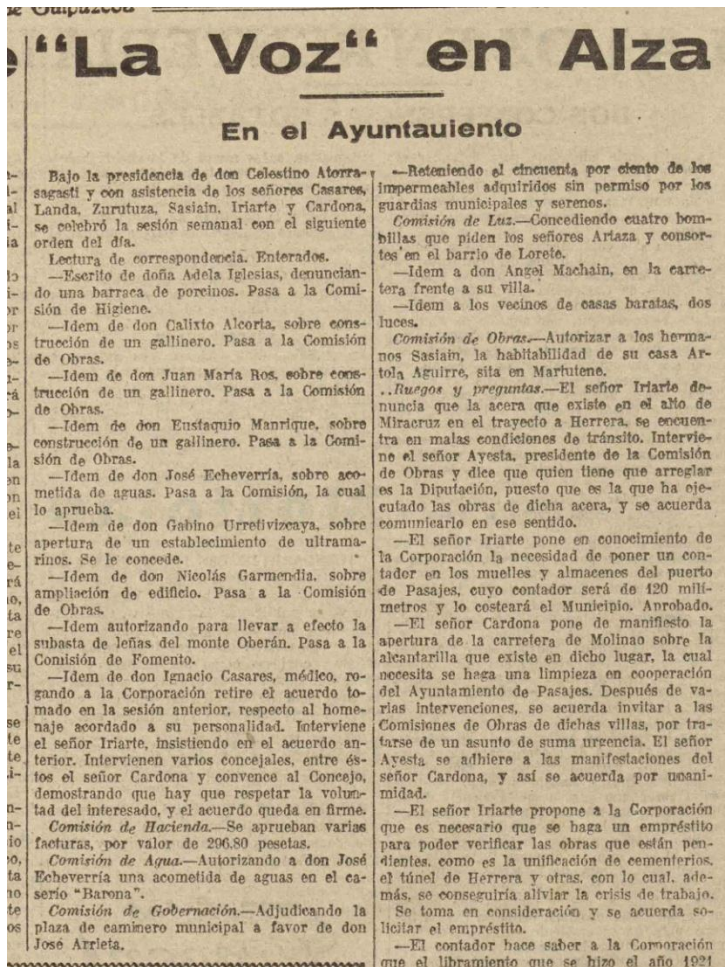 de Guipúzcoa
"La Voz" en Alza
En el Ayuntauiento
Bajo la presidencia de don Celestino Atorra-
sagasti y con asistencia de los señores Casares,
Landa, Zurutuza, Sasiain, Iriarte y Cardona,
se celebró la sesión semanal con el siguiente
orden del día.
Lectura de correspondencia. Enterados.
—Escrito de doña Adela Iglesias, denuncian-
do una barraca de porcinos. Pasa a la Comi-
sión de Higiene.
—Idem de don Calixto Alcorta, sobre cons-
trucción de un gallinero. Pasa a la Comisión
de Obras.
—Idem de don Juan María Ros, sobre cons-
trucción de un gallinero. Pasa a la Comisión
de Obras.
—Idem de don Eustaquio Manrique, sobre
construcción de un gallinero. Pasa a la Comi-
sión de Obras.
—Idem de don José Echeverría, sobre aco-
metida de aguas. Pasa a la Comisión, la cual
lo aprueba.
—Idem de don Gabino Urretivizcaya, sobre
apertura de un establecimiento de ultrama-
rinos. Se le concede.
—Idem de don Nicolás Garmendia, sobre
ampliación de edificio. Pasa a la Comisión
de Obras.
—Idem autorizando para llevar a efecto la
subasta de leñas del monte Oberán. Pasa a la
Comisión de Fomento.
—Idem de don Ignacio Casares, médico, ro-
gando a la Corporación retire el acuerdo to-
mado en la sesión anterior, respecto al home-
naje acordado a su personalidad. Interviene
el señor Iriarte, insistiendo en el acuerdo an-
terior. Intervienen varios concejales, entre és-
tos el señor Cardona y convence al Concejo,
demostrando que hay que respetar la volun-
tad del interesado, y el acuerdo queda en firme.
Comisión de Hacienda.—Se aprueban varias
facturas, por valor de 296.80 pesetas.
Comisión de Agua.—Autorizando a don José
Echeverría una acometida de aguas en el ca-
serío "Barona".
Comisión de Gobernación.—Adjudicando la
plaza de caminero municipal a favor de don
José Arrieta.
—Reteniendo el cincuenta por ciento de los
impermeables adquiridos sin permiso por los
guardias municipales y serenos.
Comisión de Luz.—Concediendo cuatro bom-
billas que piden los señores Artaza y consor-
tes en el barrio de Lorete.
—Idem a don Angel Machain, en la carre-
tera frente a su villa.
—Idem a los vecinos de casas baratas, dos
luces.
Comisión de Obras.—Autorizar a los herma-
nos Sasiain, la habitabilidad de su casa Ar-
tola Aguirre, sita en Martutene.
..Ruegos y preguntas.—El señor Iriarte de-
nuncia que la acera que existe en el alto de
Miracruz en el trayecto a Herrera, se encuen-
tra en malas condiciones de tránsito. Intervie-
ne el señor Ayesta, presidente de la Comisión
de Obras y dice que quien tiene que arreglar
es la Diputación, puesto que es la que ha eje-
cutado las obras de dicha acera, y se acuerda
comunicarlo en ese sentido.
—El señor Iriarte pone en conocimiento de
la Corporación la necesidad de poner un con-
tador en los muelles y almacenes del puerto
de Pasajes, cuyo contador será de 120 milí-
metros y lo costeará el Municipio. Aprobado.
—El señor Cardona pone de manifiesto la
apertura de la carretera de Molinao sobre la
alcantarilla que existe en dicho lugar, la cual
necesita se haga una limpieza en cooperación
del Ayuntamiento de Pasajes. Después de va-
rias intervenciones, se acuerda invitar a las
Comisiones de Obras de dichas villas, por tra-
tarse de un asunto de suma urgencia. El señor
Ayesta se adhiere a las manifestaciones del
señor Cardona, y así se acuerda por unani-
midad.
—El señor Iriarte propone a la Corporación
que es necesario que se haga un empréstito
para poder verificar las obras que están pen-
dientes, como es la unificación de cementerios,
el túnel de Herrera y otras, con lo cual, ade-
más, se conseguiría aliviar la crisis de trabajo.
Se toma en consideración y se acuerda so-
licitar el empréstito.
—El contador hace saber a la Corporación
que el libramiento que se hizo el año 1921